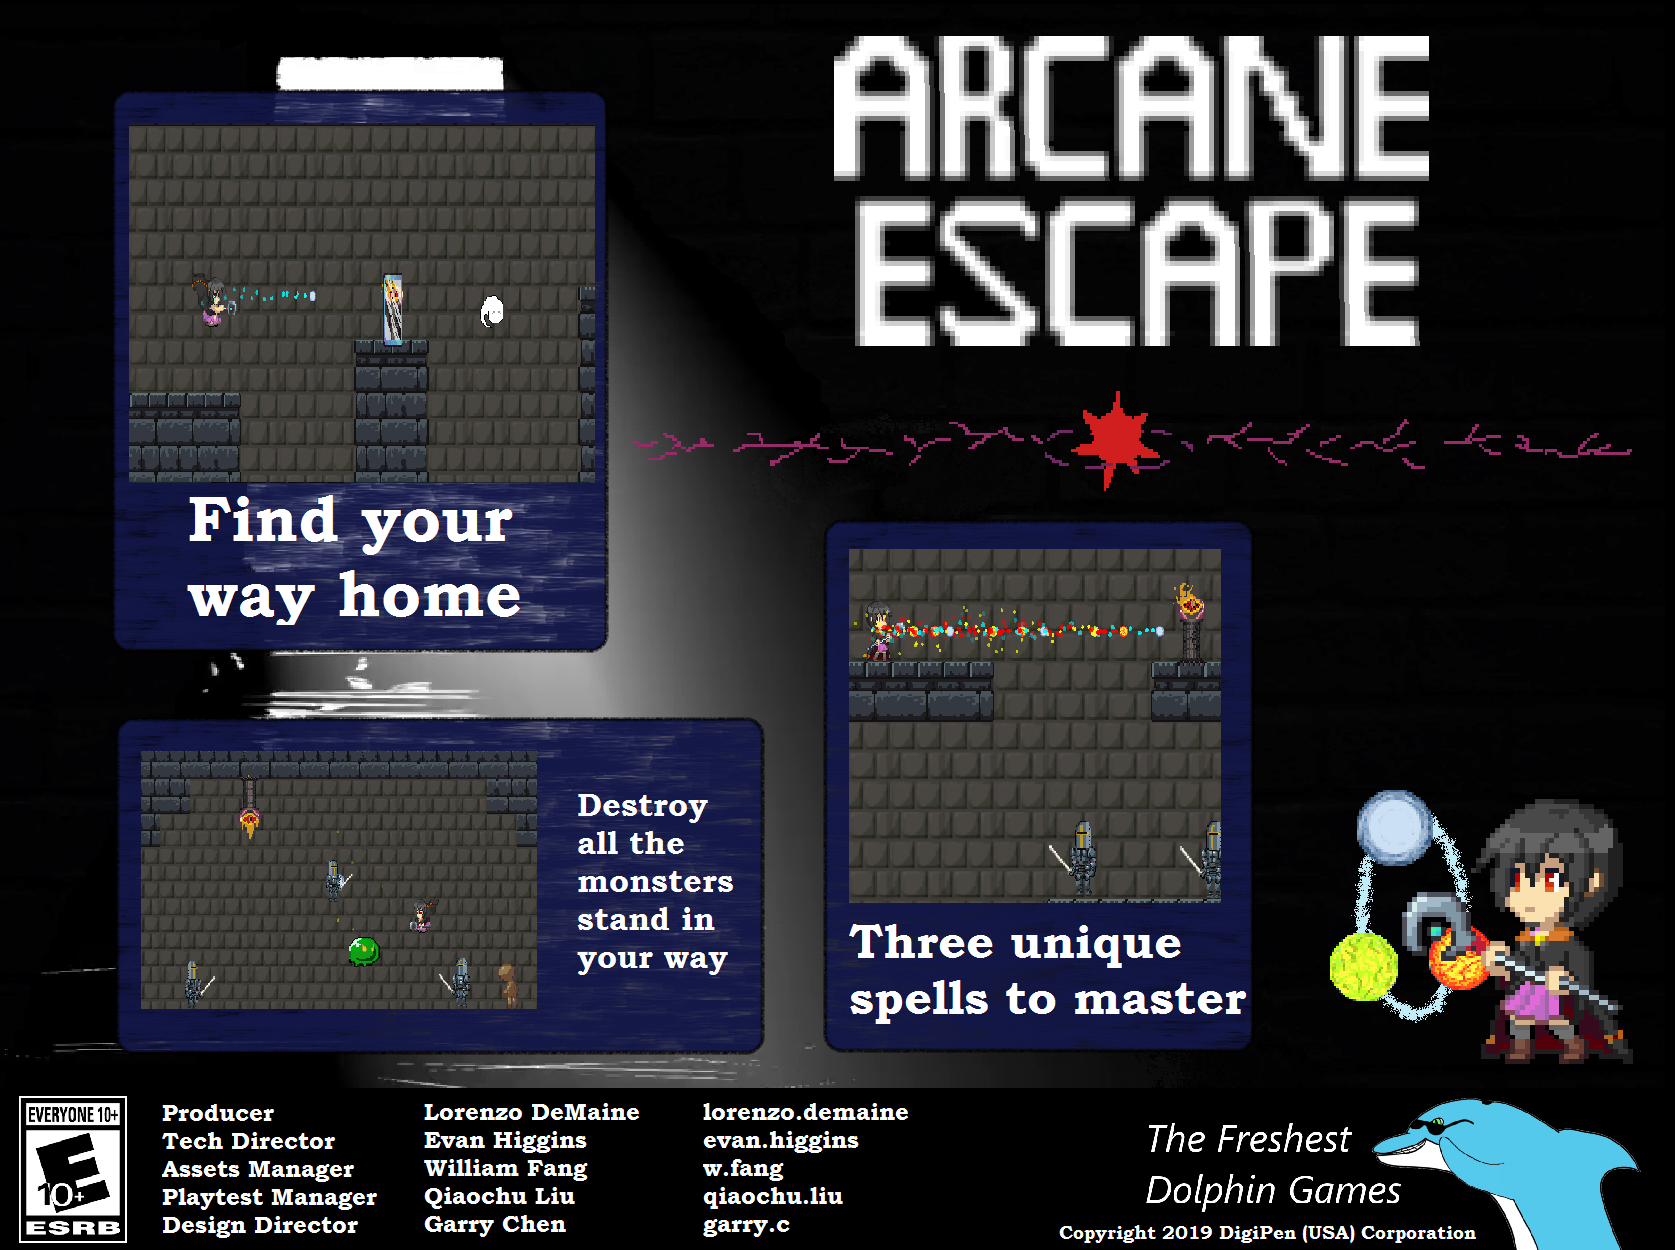 ARCANE
ESCAPE
Find your
way home
Destroy
all the
monsters
stand in
your way
Three unique
spells to master
EVERYONE 10+
E
10+
ESRB
Producer Lorenzo DeMaine lorenzo.demaine
Tech Director Evan Higgins evan.higgins
Assets Manager William Fang w.fang
Playtest Manager Qiaochu Liu qiaochu.liu
Design Director Garry Chen garry.c
The Freshest
Dolphin Games
Copyright 2019 DigiPen (USA) Corporation